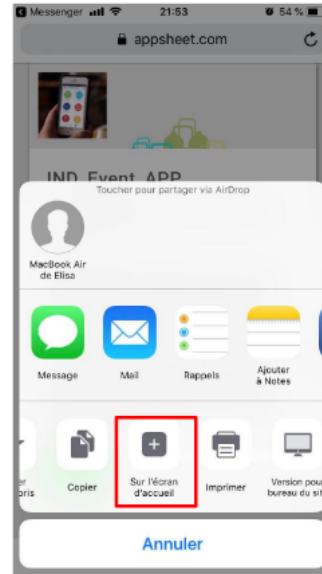 Messenger 21:53 54 %
appsheet.com
IND Event APP
Toucher pour partager via AirDrop
MacBook Air
de Elisa
Message Mail Rappels Ajouter
à Notes
Copier Sur l'écran
d'accueil Imprimer Version pour
bureau du sit
Annuler